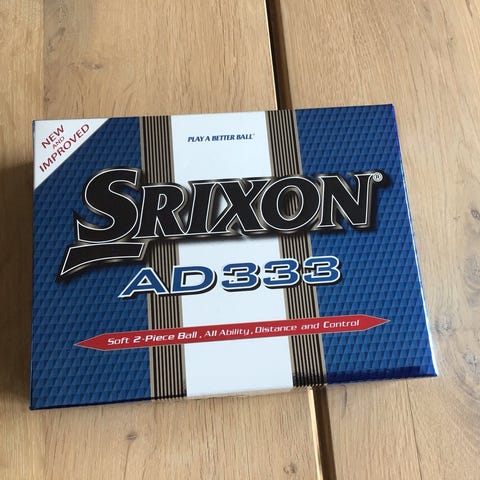 NEW
AND
IMPROVED
PLAY A BETTER BALL
SRIXON®
AD333
Soft 2-Piece Ball, All Ability, Distance and Control